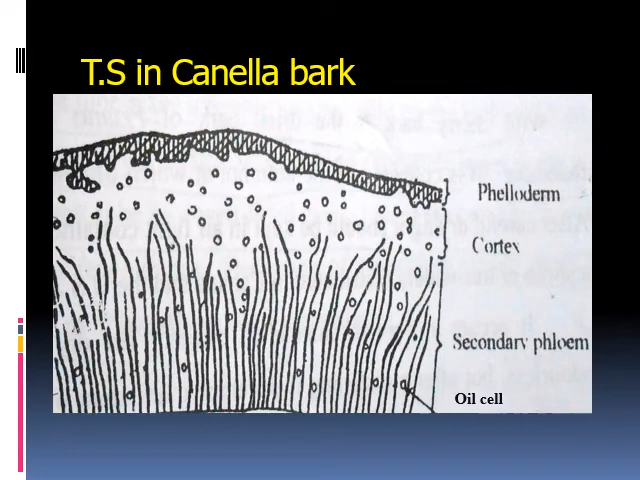 T.S in Canella bark
Phelloderm
Cortex
Secondary phloem
Oil cell